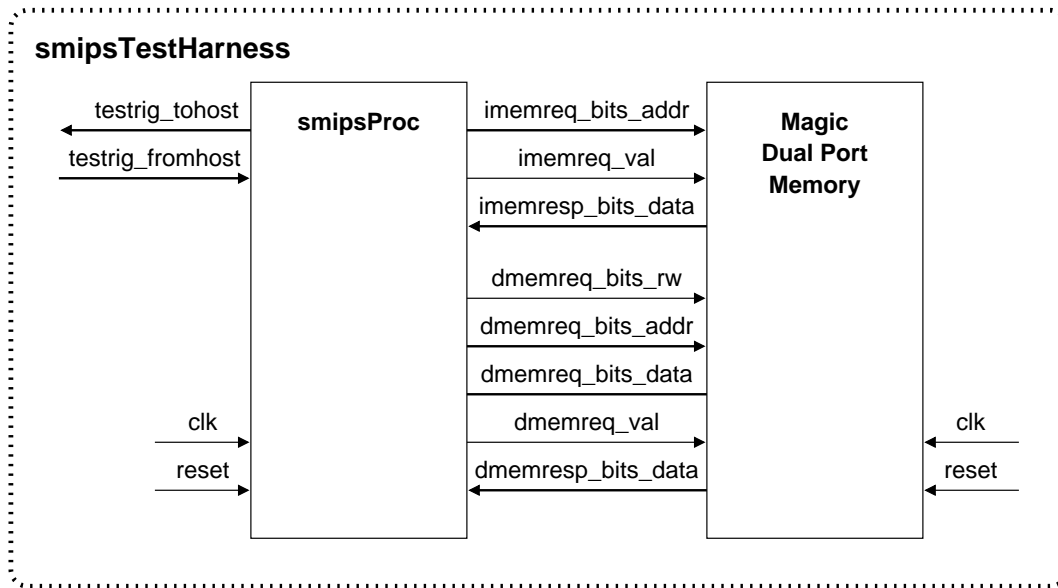 smipsTestHarness
testrig_tohost
testrig_fromhost
clk
reset
smipsProc
imemreq_bits_addr
imemreq_val
imemresp_bits_data
dmemreq_bits_rw
dmemreq_bits_addr
dmemreq_bits_data
dmemreq_val
dmemresp_bits_data
Magic
Dual Port
Memory
clk
reset